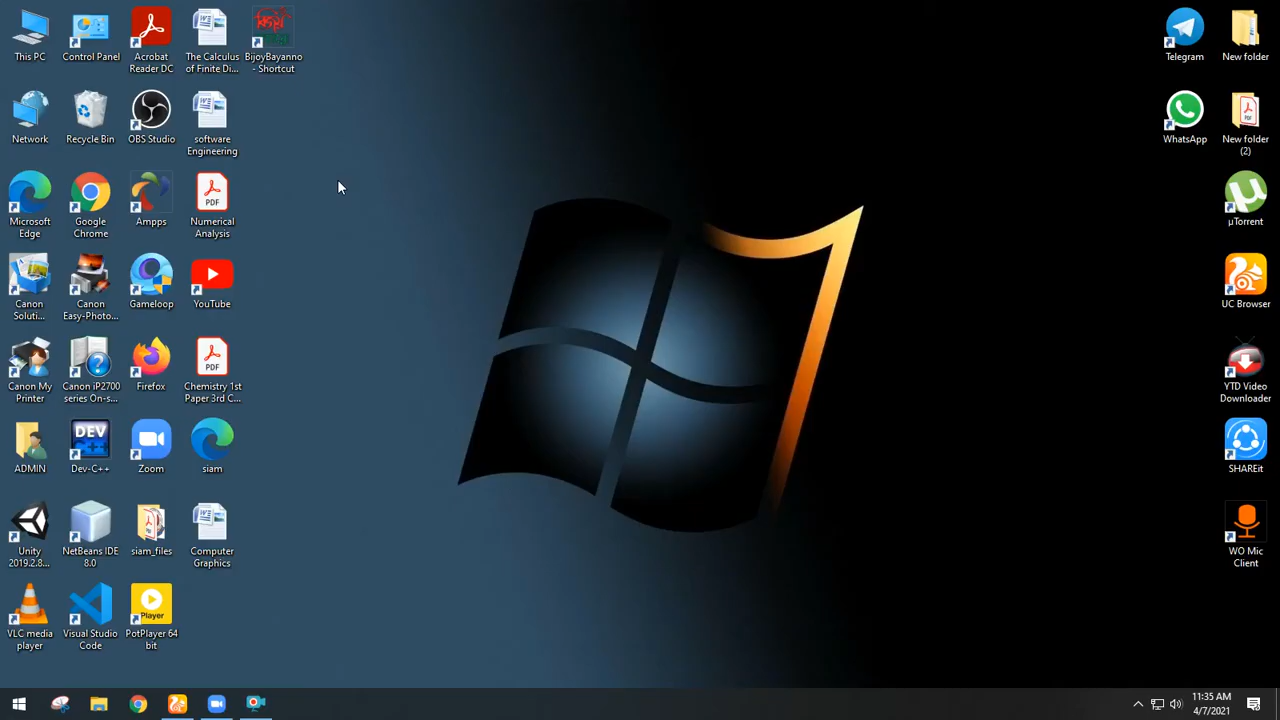 This PC
Control Panel
Acrobat
Reader DC
The Calculus
of Finite Di...
BijoyBayanno
- Shortcut
Telegram
New folder
Network
Recycle Bin
OBS Studio
software
Engineering
WhatsApp
New folder
(2)
Microsoft
Edge
Google
Chrome
Ampps
PDF
Numerical
Analysis
µTorrent
Canon
Soluti...
Canon
Easy-Photo...
Gameloop
YouTube
UC Browser
Canon My
Printer
Canon iP2700
series On-s...
Firefox
PDF
Chemistry 1st
Paper 3rd C...
YTD Video
Downloader
ADMIN
DEV
C++
Dev-C++
Zoom
siam
SHAREit
Unity
2019.2.8...
NetBeans IDE
8.0
siam_files
Computer
Graphics
WO Mic
Client
VLC media
player
Visual Studio
Code
Player
PotPlayer 64
bit
11:35 AM
4/7/2021